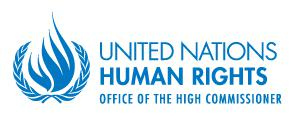 UNITED NATIONS
HUMAN RIGHTS
OFFICE OF THE HIGH COMMISSIONER